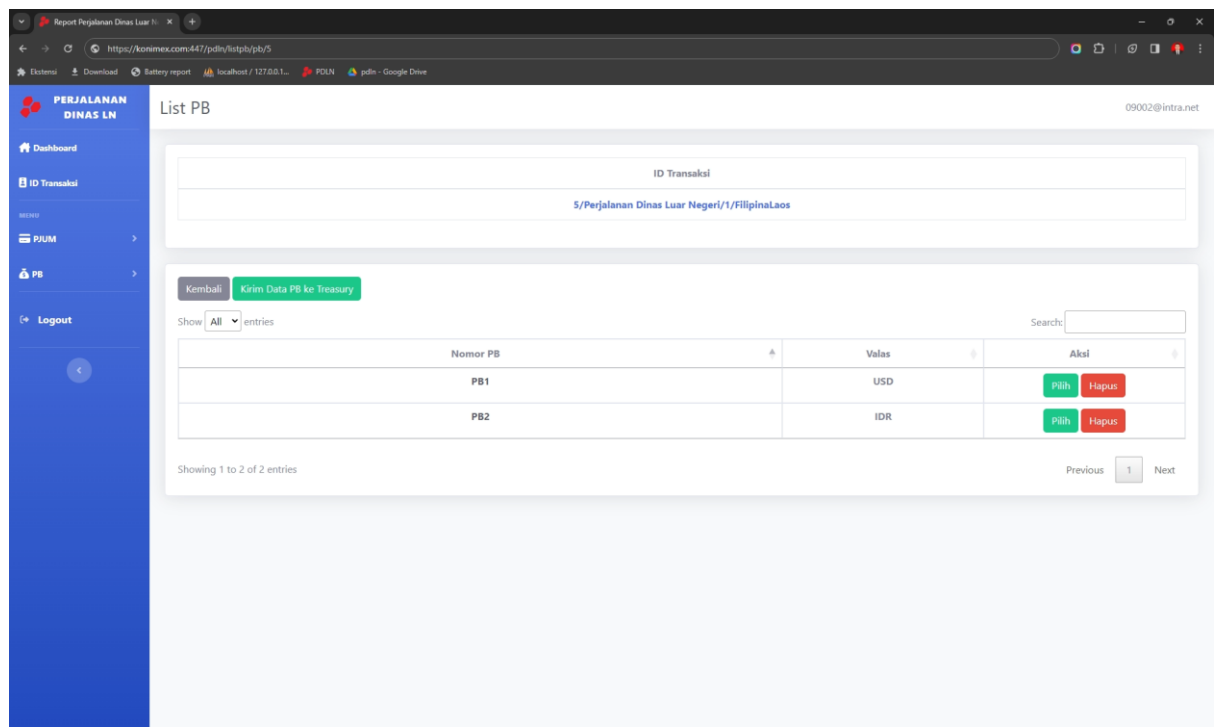 Report Perjalanan Dinas Luar N
https://konimex.com:447/pdln/listpb/pb/5
Ekstensi Download Battery report localhost / 127.0.0.1... PDLN pdln - Google Drive
PERJALANAN
DINAS LN
List PB
09002@intra.net
Dashboard
ID Transaksi
MENU
PJUM
PB
Logout
ID Transaksi
5/Perjalanan Dinas Luar Negeri/1/FilipinaLaos
Kembali Kirim Data PB ke Treasury
Show All entries Search:
Nomor PB Valas Aksi
PB1 USD Pilih Hapus
PB2 IDR Pilih Hapus
Showing 1 to 2 of 2 entries Previous 1 Next